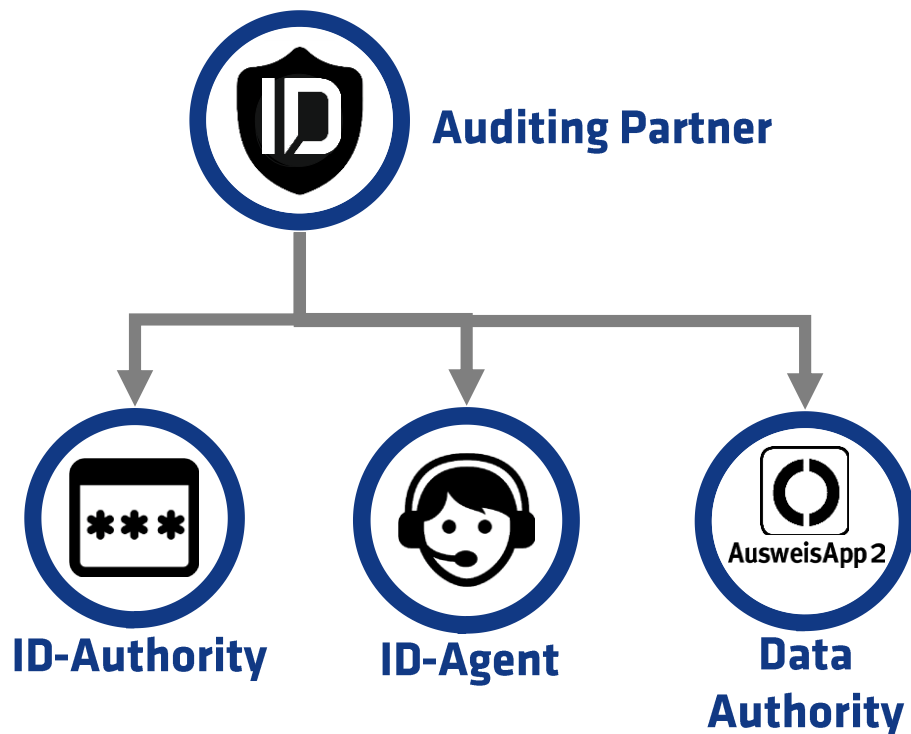 ID
Auditing Partner
***
AusweisApp2
ID-Authority
ID-Agent
Data
Authority